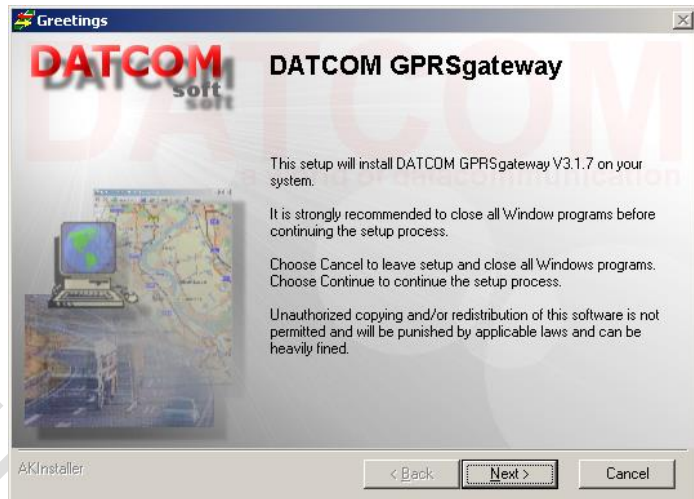 Greetings
DATCOM
soft
DATCOM GPRSgateway
This setup will install DATCOM GPRSgateway V3.1.7 on your
system.
It is strongly recommended to close all Window programs before
continuing the setup process.
Choose Cancel to leave setup and close all Windows programs.
Choose Continue to continue the setup process.
Unauthorized copying and/or redistribution of this software is not
permitted and will be punished by applicable laws and can be
heavily fined.
AKInstaller
< Back
Next >
Cancel